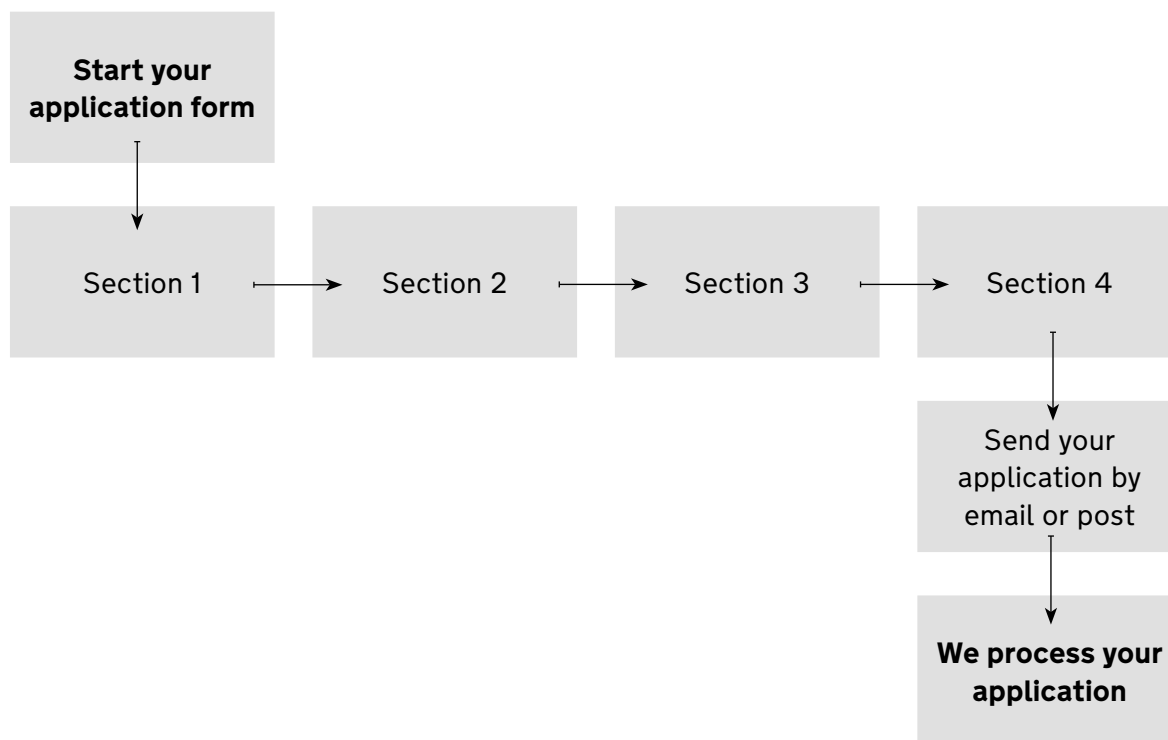 Start your
application form
Section 1
Section 2
Section 3
Section 4
Send your
application by
email or post
We process your
application